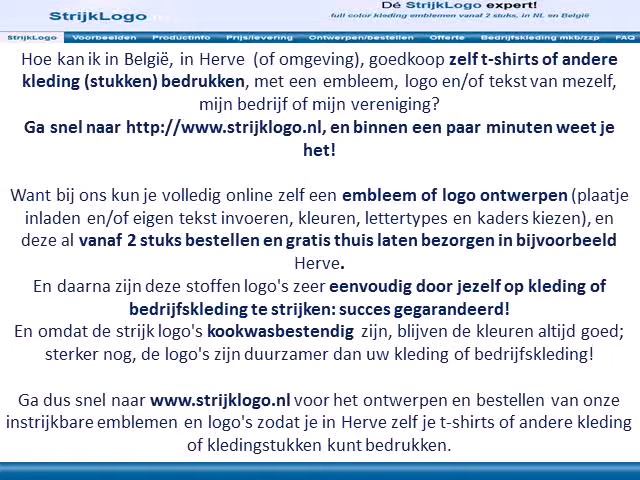 StrijkLogo
Dé StrijkLogo expert!
full color kleding emblemen vanaf 2 stuks, in NL en België
StrijkLogo Voorbeelden Productinfo Prijs/levering Ontwerpen/bestellen Offerte Bedrijfskleding mkb/zzp FAQ
Hoe kan ik in België, in Herve (of omgeving), goedkoop zelf t-shirts of andere
kleding (stukken) bedrukken, met een embleem, logo en/of tekst van mezelf,
mijn bedrijf of mijn vereniging?
Ga snel naar http://www.strijklogo.nl, en binnen een paar minuten weet je
het!
Want bij ons kun je volledig online zelf een embleem of logo ontwerpen (plaatje
inladen en/of eigen tekst invoeren, kleuren, lettertypes en kaders kiezen), en
deze al vanaf 2 stuks bestellen en gratis thuis laten bezorgen in bijvoorbeeld
Herve.
En daarna zijn deze stoffen logo's zeer eenvoudig door jezelf op kleding of
bedrijfskleding te strijken: succes gegarandeerd!
En omdat de strijk logo's kookwasbestendig zijn, blijven de kleuren altijd goed;
sterker nog, de logo's zijn duurzamer dan uw kleding of bedrijfskleding!
Ga dus snel naar www.strijklogo.nl voor het ontwerpen en bestellen van onze
instrijkbare emblemen en logo's zodat je in Herve zelf je t-shirts of andere kleding
of kledingstukken kunt bedrukken.